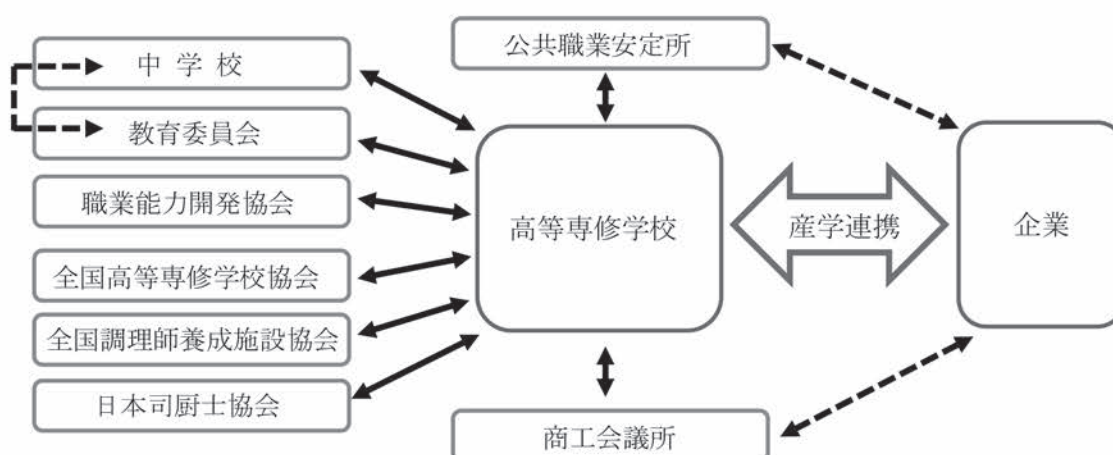 中学校
教育委員会
職業能力開発協会
全国高等専修学校協会
全国調理師養成施設協会
日本司厨士協会
公共職業安定所
高等専修学校
商工会議所
産学連携
企業